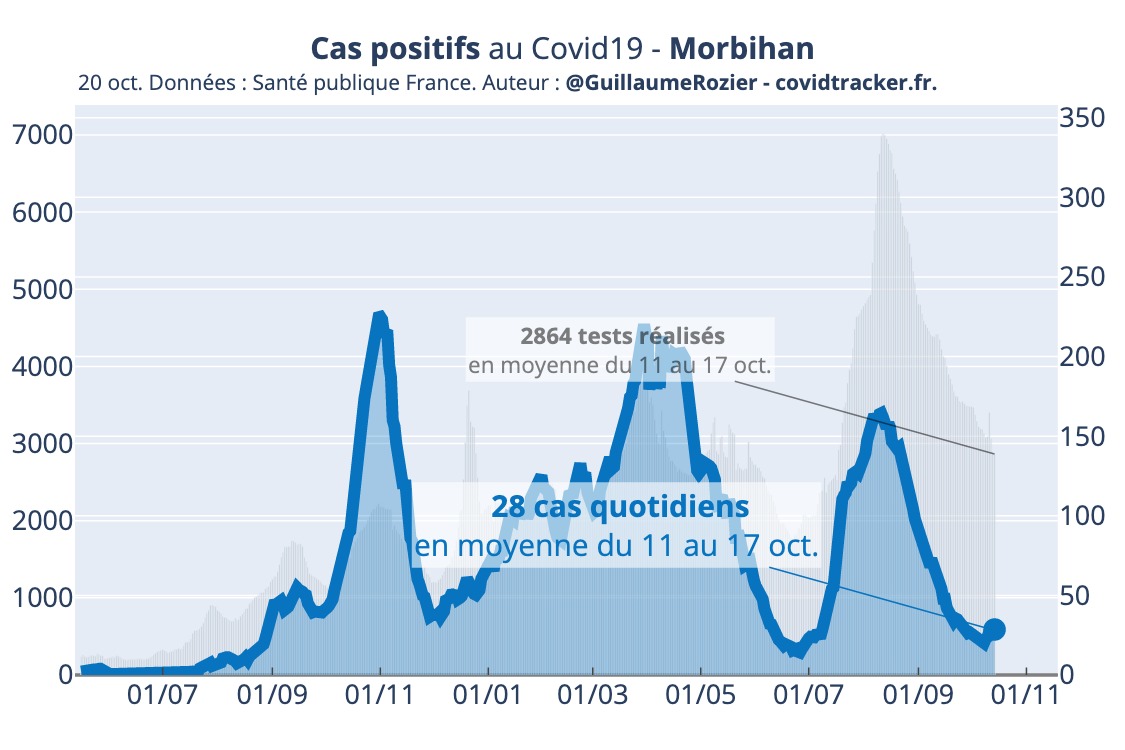 Cas positifs au Covid19 - Morbihan
20 oct. Données : Santé publique France. Auteur : @GuillaumeRozier - covidtracker.fr.
7000
6000
5000
4000
3000
2000
1000
0
350
300
250
200
150
100
50
0
2864 tests réalisés
en moyenne du 11 au 17 oct.
28 cas quotidiens
en moyenne du 11 au 17 oct.
01/07 01/09 01/11 01/01 01/03 01/05 01/07 01/09 01/11